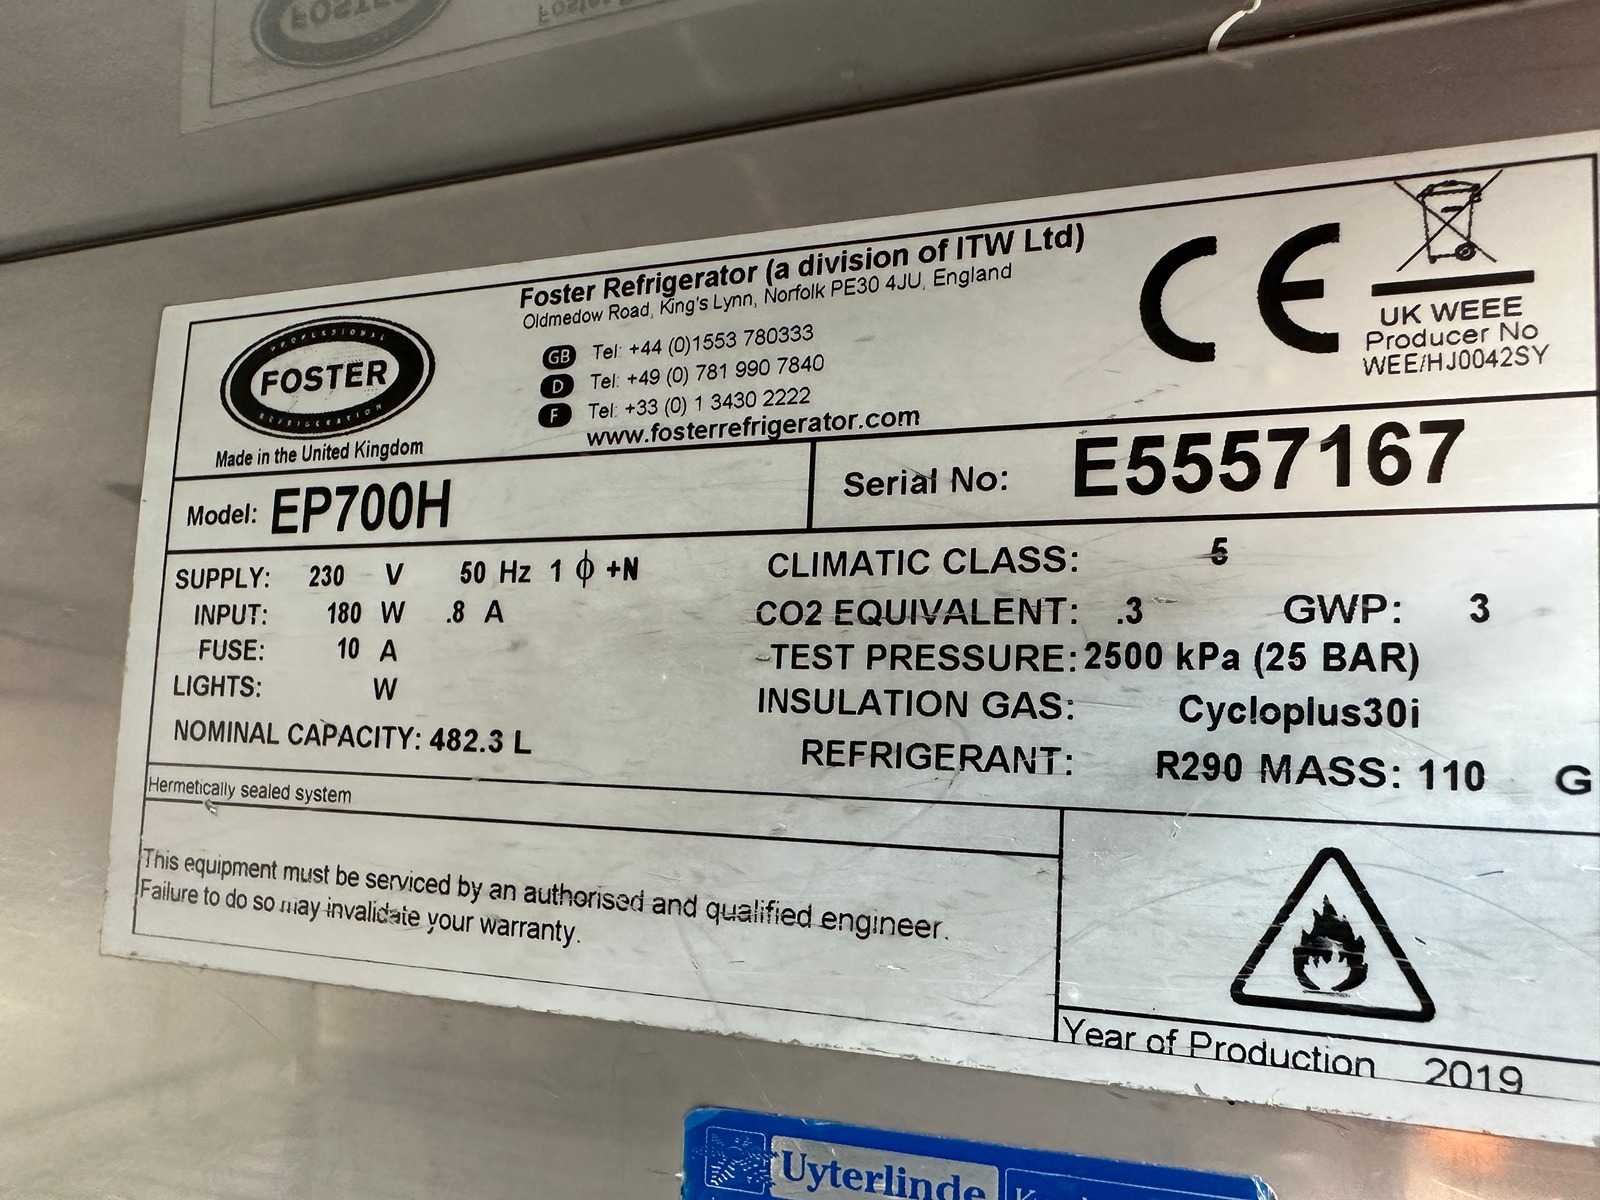 FOSTER
Foster Refrigerator (a division of ITW Ltd)
Oldmedow Road, King's Lynn, Norfolk PE30 4JU, England
GB Tel: +44 (0)1553 780333
D Tel: +49 (0) 781 990 7840
F Tel: +33 (0) 1 3430 2222
www.fosterrefrigerator.com
PROFESSIONAL
FOSTER
REFRIGERATION
Made in the United Kingdom
CE
UK WEEE
Producer No
WEE/HJ0042SY
Model: EP700H
Serial No: E5557167
SUPPLY: 230 V 50 Hz 1 ϕ +N
INPUT: 180 W .8 A
FUSE: 10 A
LIGHTS: W
NOMINAL CAPACITY: 482.3 L
CLIMATIC CLASS: 5
CO2 EQUIVALENT: .3 GWP: 3
TEST PRESSURE: 2500 kPa (25 BAR)
INSULATION GAS: Cycloplus30i
REFRIGERANT: R290 MASS: 110 G
Hermetically sealed system
This equipment must be serviced by an authorised and qualified engineer.
Failure to do so may invalidate your warranty.
Year of Production 2019
Uyterlinde